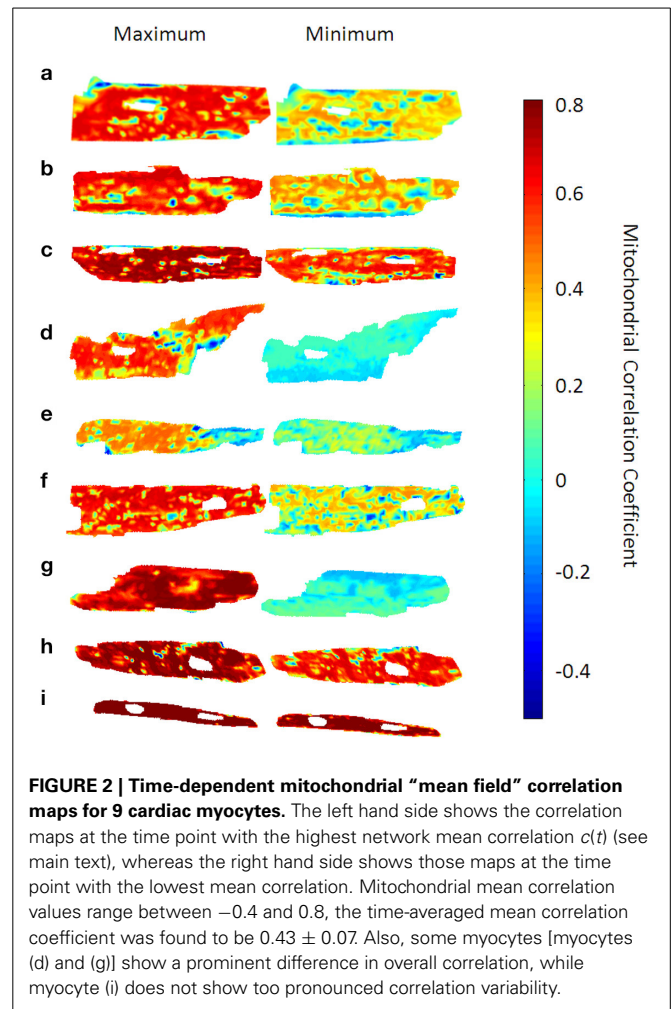 Maximum Minimum
a
b
c
d
e
f
g
h
i
0.8
0.6
0.4
0.2
0
-0.2
-0.4
Mitochondrial Correlation Coefficient
FIGURE 2 | Time-dependent mitochondrial “mean field” correlation
maps for 9 cardiac myocytes. The left hand side shows the correlation
maps at the time point with the highest network mean correlation c(t) (see
main text), whereas the right hand side shows those maps at the time
point with the lowest mean correlation. Mitochondrial mean correlation
values range between −0.4 and 0.8, the time-averaged mean correlation
coefficient was found to be 0.43 ± 0.07. Also, some myocytes [myocytes
(d) and (g)] show a prominent difference in overall correlation, while
myocyte (i) does not show too pronounced correlation variability.